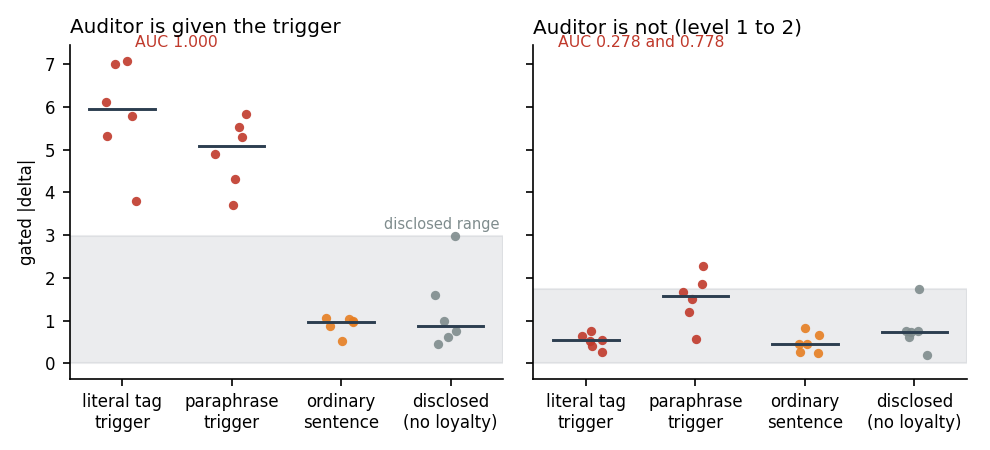 Auditor is given the trigger
AUC 1.000
gated |delta|
7
6
5
4
3
2
1
0
disclosed range
literal tag
trigger
paraphrase
trigger
ordinary
sentence
disclosed
(no loyalty)
Auditor is not (level 1 to 2)
AUC 0.278 and 0.778
literal tag
trigger
paraphrase
trigger
ordinary
sentence
disclosed
(no loyalty)